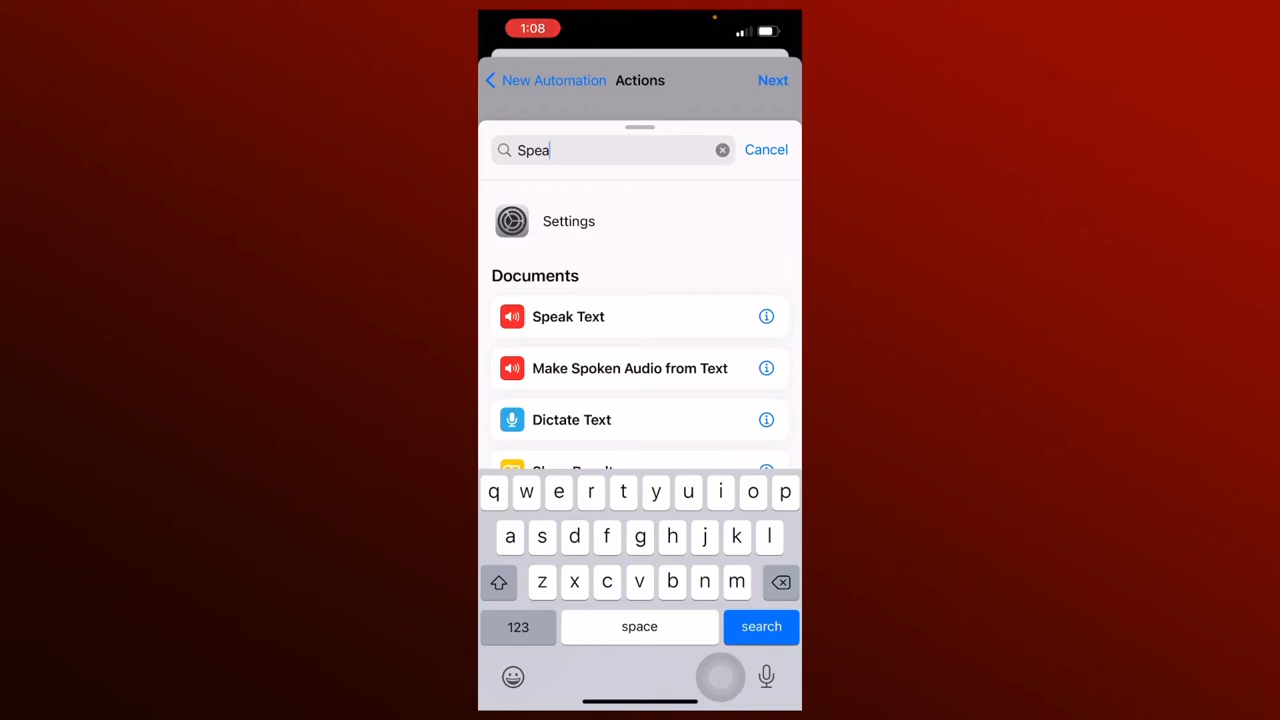 1:08
New Automation Actions Next
Spea Cancel
Settings
Documents
Speak Text
Make Spoken Audio from Text
Dictate Text
q w e r t y u i o p
a s d f g h j k l
z x c v b n m
123 space search